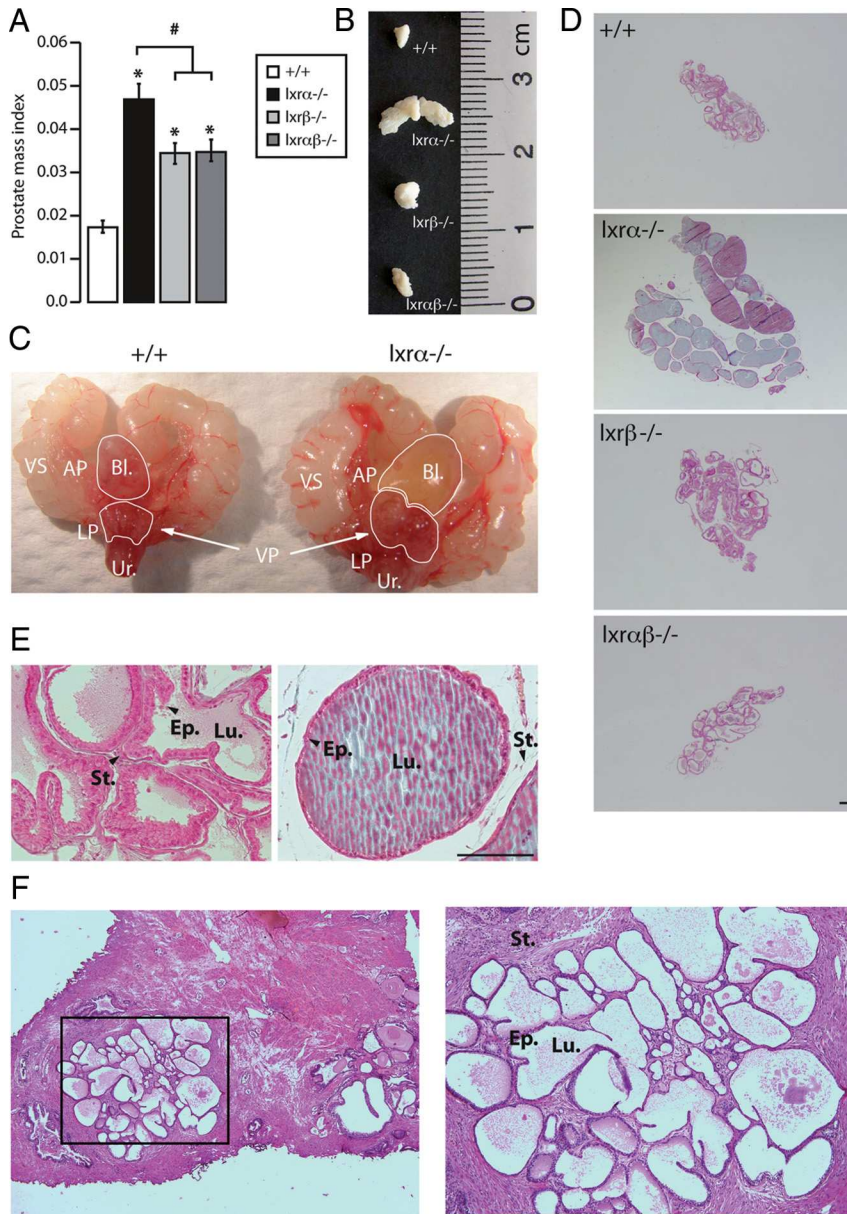 A
Prostate mass index
0.06
0.05
0.04
0.03
0.02
0.01
0.0
#
*
*
*
+/+
lxrα-/-
lxrβ-/-
lxrαβ-/-
B
+/+
lxrα-/-
lxrβ-/-
lxrαβ-/-
cm
3
2
1
0
C
+/+
lxrα-/-
VS
AP
Bl.
LP
Ur.
VP
VS
AP
Bl.
LP
Ur.
D
+/+
lxrα-/-
lxrβ-/-
lxrαβ-/-
E
Ep.
Lu.
St.
Ep.
Lu.
St.
F
St.
Ep.
Lu.